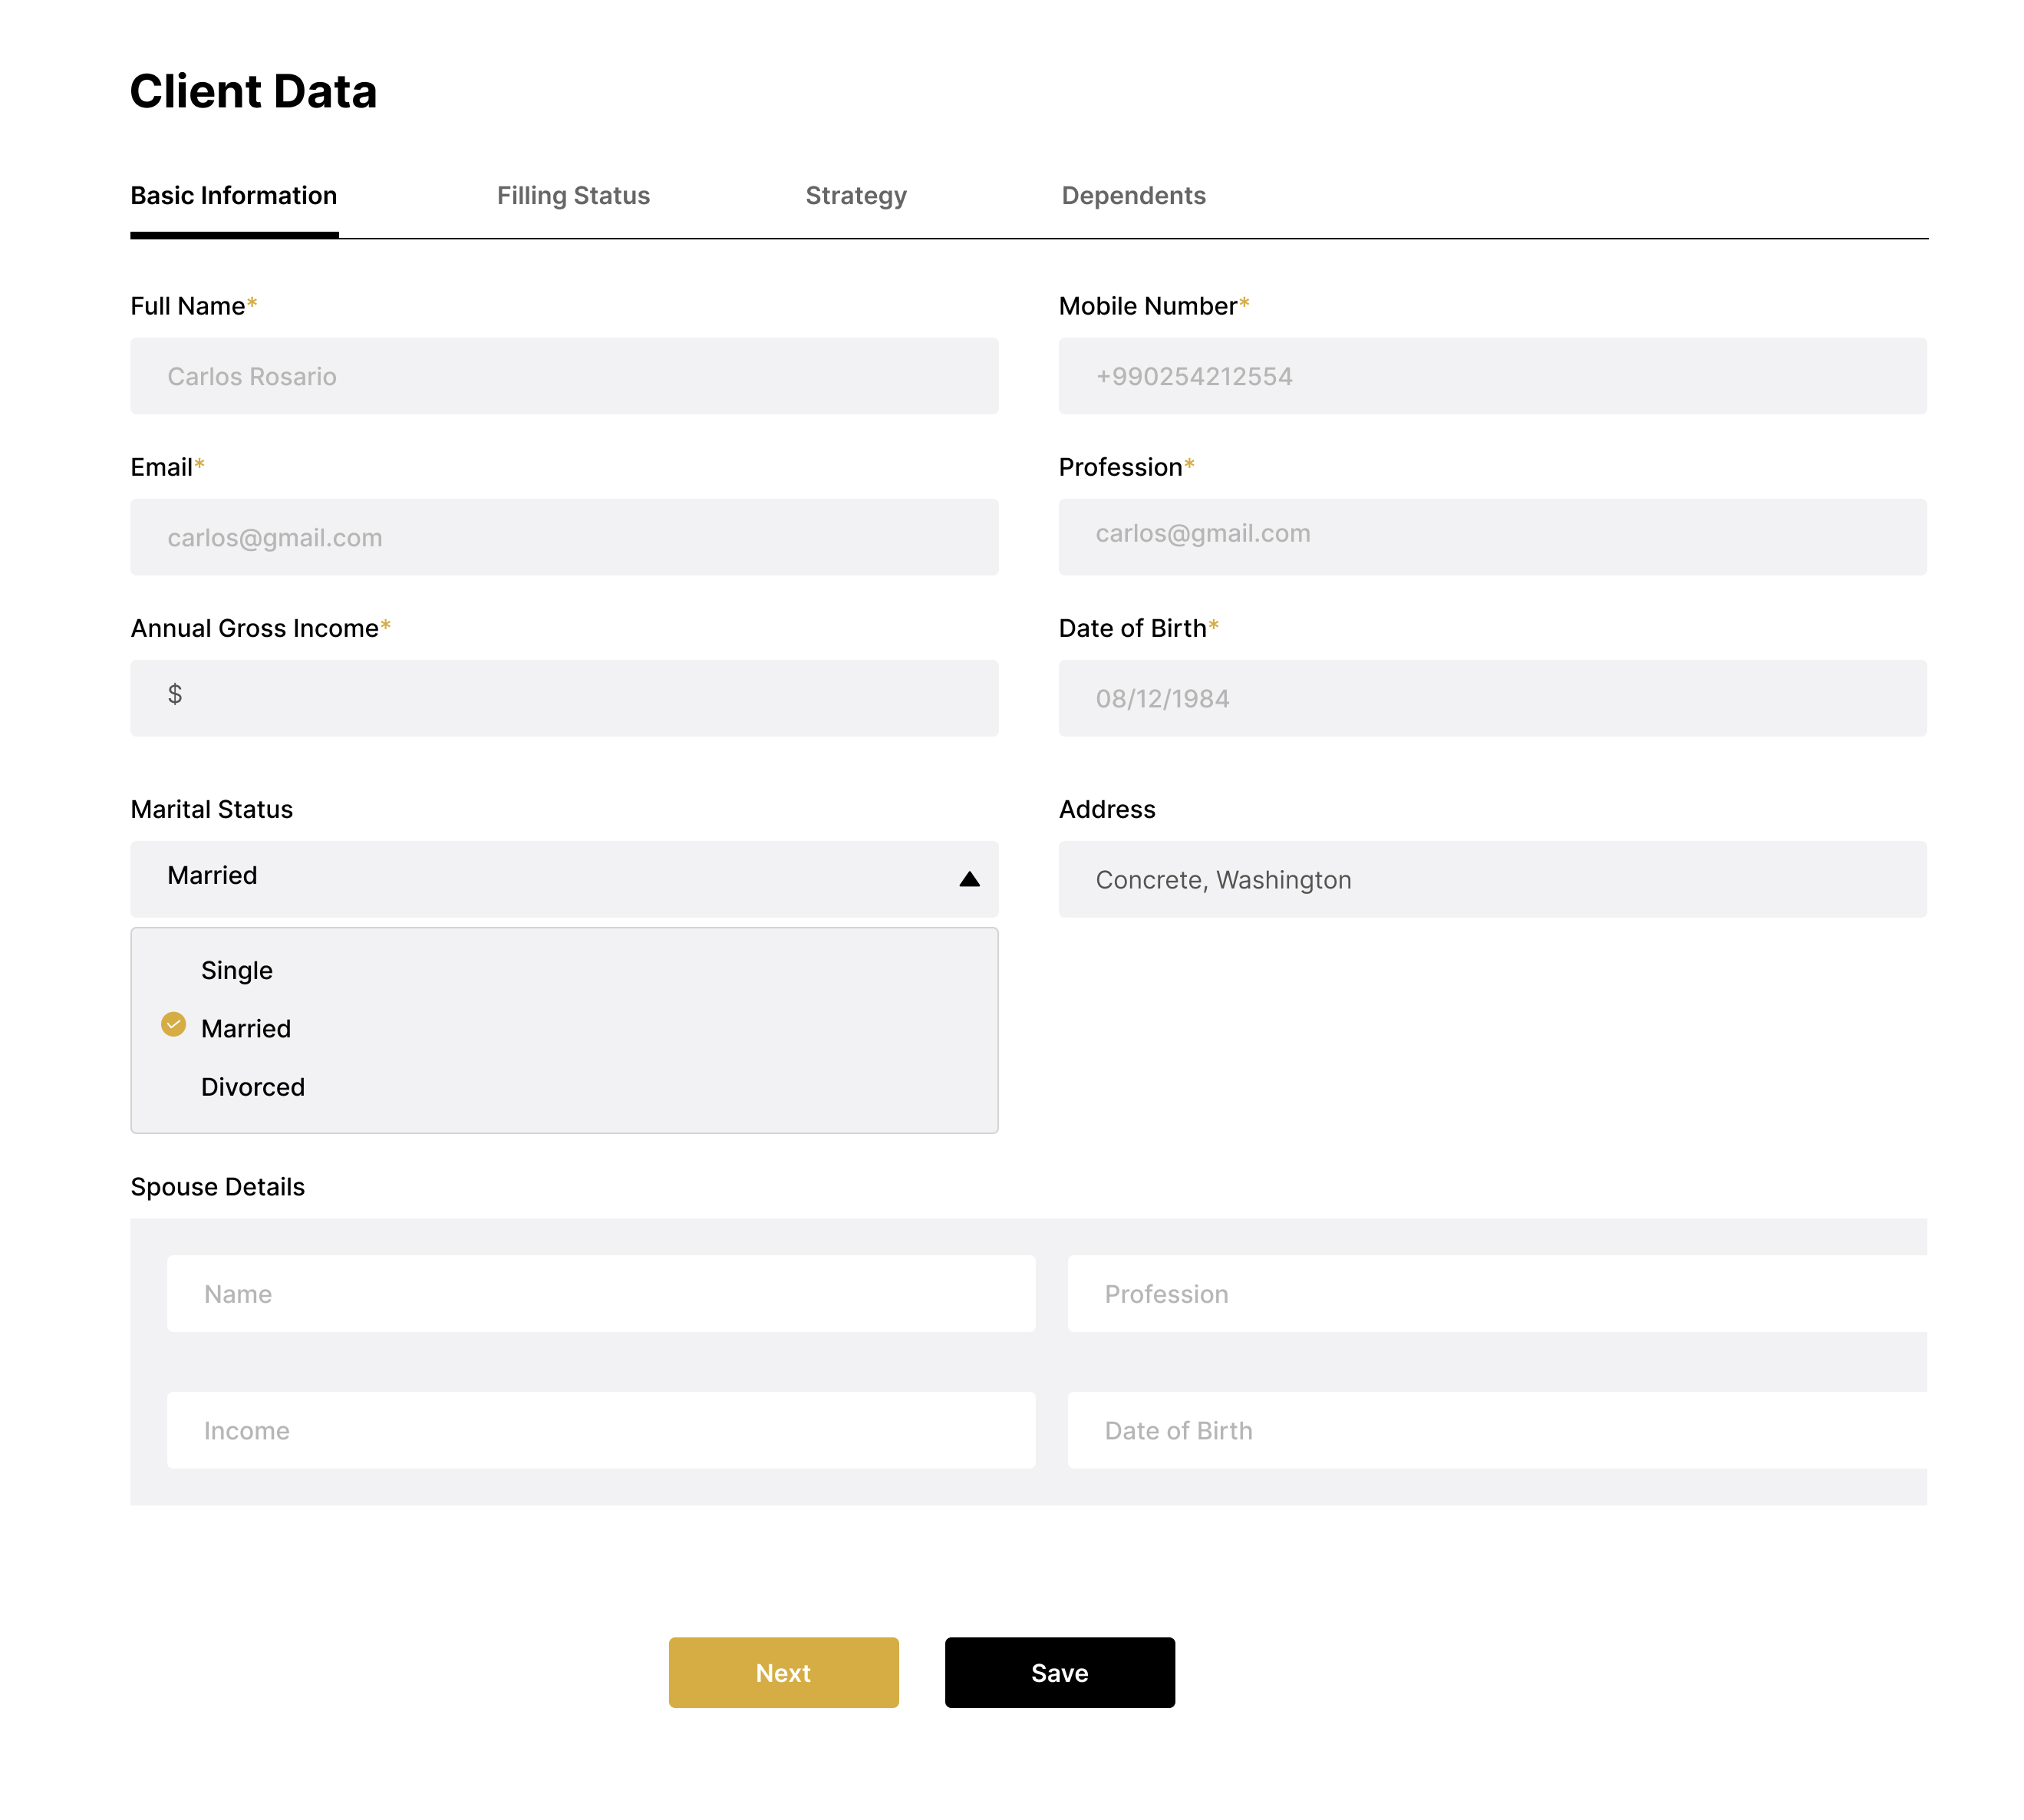 Client Data
Basic Information Filling Status Strategy Dependents
Full Name* Mobile Number*
Carlos Rosario +990254212554
Email* Profession*
carlos@gmail.com carlos@gmail.com
Annual Gross Income* Date of Birth*
$ 08/12/1984
Marital Status Address
Married Concrete, Washington
Single
Married
Divorced
Spouse Details
Name Profession
Income Date of Birth
Next Save